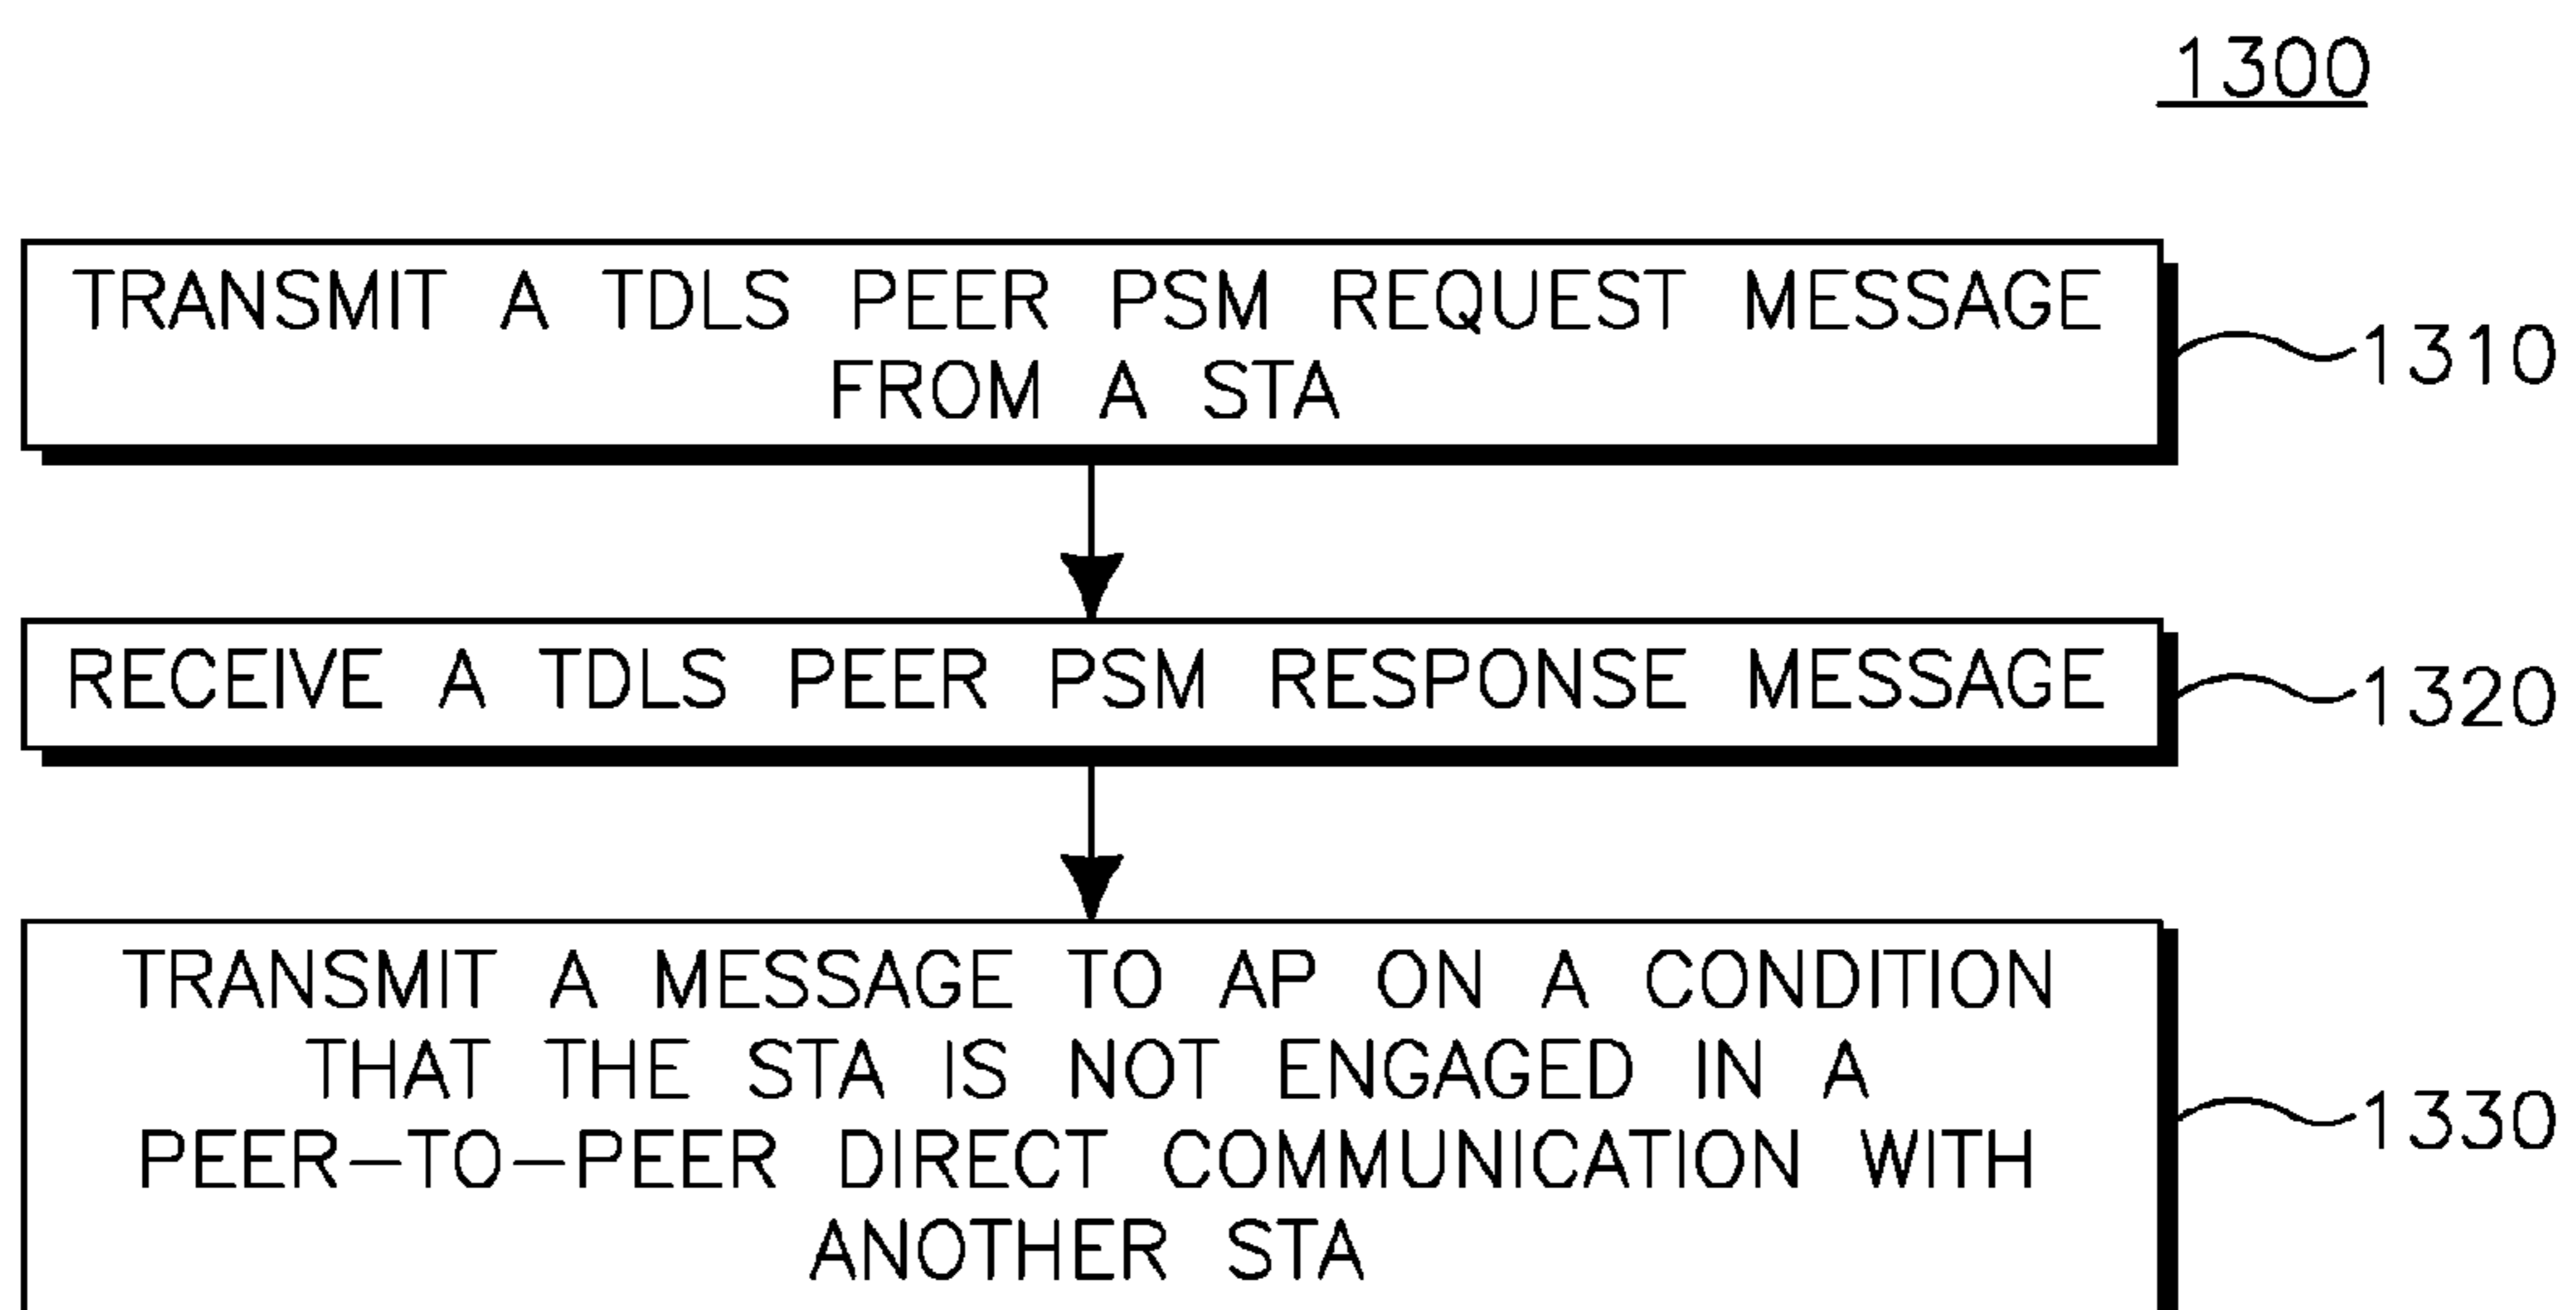 1300
TRANSMIT A TDLS PEER PSM REQUEST MESSAGE
FROM A STA
1310
RECEIVE A TDLS PEER PSM RESPONSE MESSAGE
1320
TRANSMIT A MESSAGE TO AP ON A CONDITION
THAT THE STA IS NOT ENGAGED IN A
PEER-TO-PEER DIRECT COMMUNICATION WITH
ANOTHER STA
1330